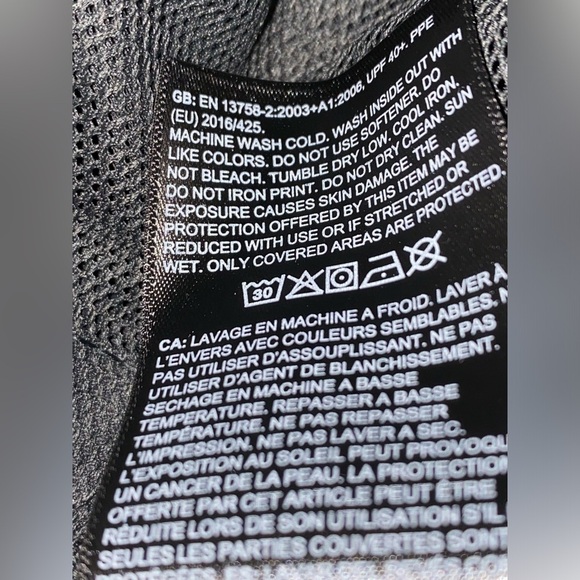 GB: EN 13758-2:2003+A1:2006, UPF 40+. PPE
(EU) 2016/425.
MACHINE WASH COLD. WASH INSIDE OUT WITH
LIKE COLORS. DO NOT USE SOFTENER. DO
NOT BLEACH. TUMBLE DRY LOW. COOL IRON.
DO NOT IRON PRINT. DO NOT DRY CLEAN. SUN
EXPOSURE CAUSES SKIN DAMAGE. THE
PROTECTION OFFERED BY THIS ITEM MAY BE
REDUCED WITH USE OR IF STRETCHED OR
WET. ONLY COVERED AREAS ARE PROTECTED.
30
CA: LAVAGE EN MACHINE A FROID. LAVER À
L'ENVERS AVEC COULEURS SEMBLABLES. N
PAS UTILISER D'ASSOUPLISSANT. NE PAS
UTILISER D'AGENT DE BLANCHISSEMENT.
SECHAGE EN MACHINE A BASSE
TEMPÉRATURE. REPASSER A BASSE
TEMPÉRATURE. NE PAS REPASSER
L'IMPRESSION. NE PAS LAVER A SEC.
L'EXPOSITION AU SOLEIL PEUT PROVOQU
UN CANCER DE LA PEAU. LA PROTECTION
OFFERTE PAR CET ARTICLE PEUT ÊTRE
RÉDUITE LORS DE SON UTILISATION S'IL
SEULES LES PARTIES COUVERTES SONT